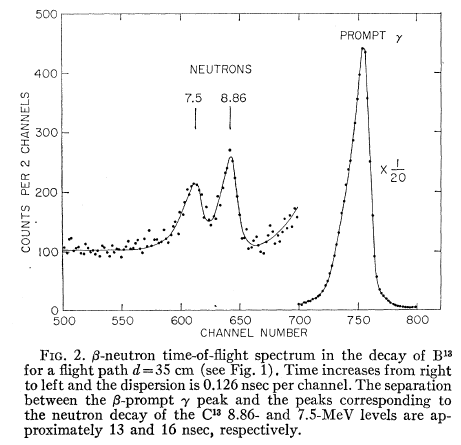 500
400
300
200
100
0
COUNTS PER 2 CHANNELS
PROMPT γ
NEUTRONS
7.5 8.86
× 1/20
500 550 600 650 700 750 800
CHANNEL NUMBER
FIG. 2. β-neutron time-of-flight spectrum in the decay of B¹³
for a flight path d=35 cm (see Fig. 1). Time increases from right
to left and the dispersion is 0.126 nsec per channel. The separation
between the β-prompt γ peak and the peaks corresponding to
the neutron decay of the C¹³ 8.86- and 7.5-MeV levels are ap-
proximately 13 and 16 nsec, respectively.